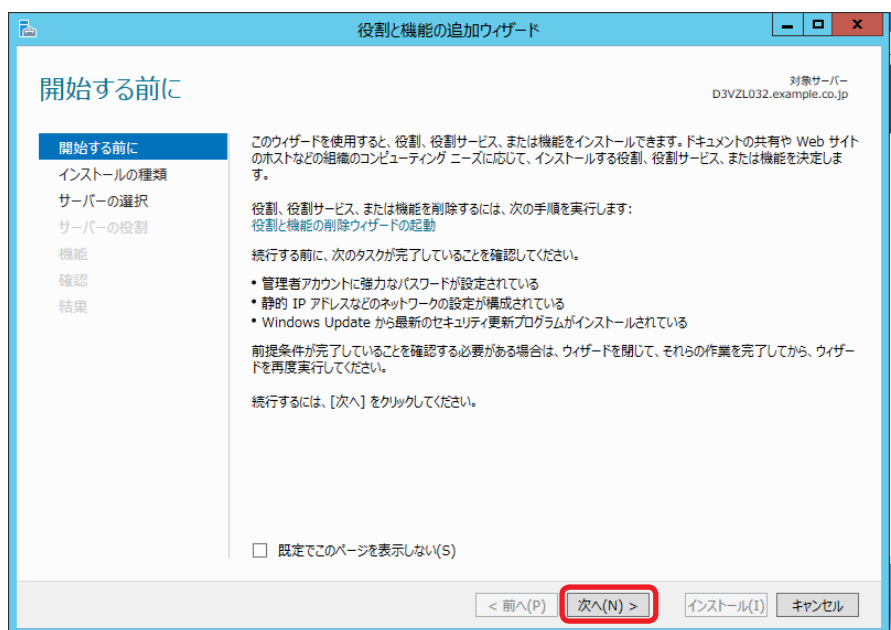 役割と機能の追加ウィザード
開始する前に
対象サーバー
D3VZL032.example.co.jp
開始する前に
インストールの種類
サーバーの選択
サーバーの役割
機能
確認
結果
このウィザードを使用すると、役割、役割サービス、または機能をインストールできます。ドキュメントの共有や Web サイト
のホストなどの組織のコンピューティング ニーズに応じて、インストールする役割、役割サービス、または機能を決定しま
す。
役割、役割サービス、または機能を削除するには、次の手順を実行します:
役割と機能の削除ウィザードの起動
続行する前に、次のタスクが完了していることを確認してください。
• 管理者アカウントに強力なパスワードが設定されている
• 静的 IP アドレスなどのネットワークの設定が構成されている
• Windows Update から最新のセキュリティ更新プログラムがインストールされている
前提条件が完了していることを確認する必要がある場合は、ウィザードを閉じて、それらの作業を完了してから、ウィザー
ドを再度実行してください。
続行するには、[次へ] をクリックしてください。
既定でこのページを表示しない(S)
< 前へ(P)
次へ(N) >
インストール(I)
キャンセル